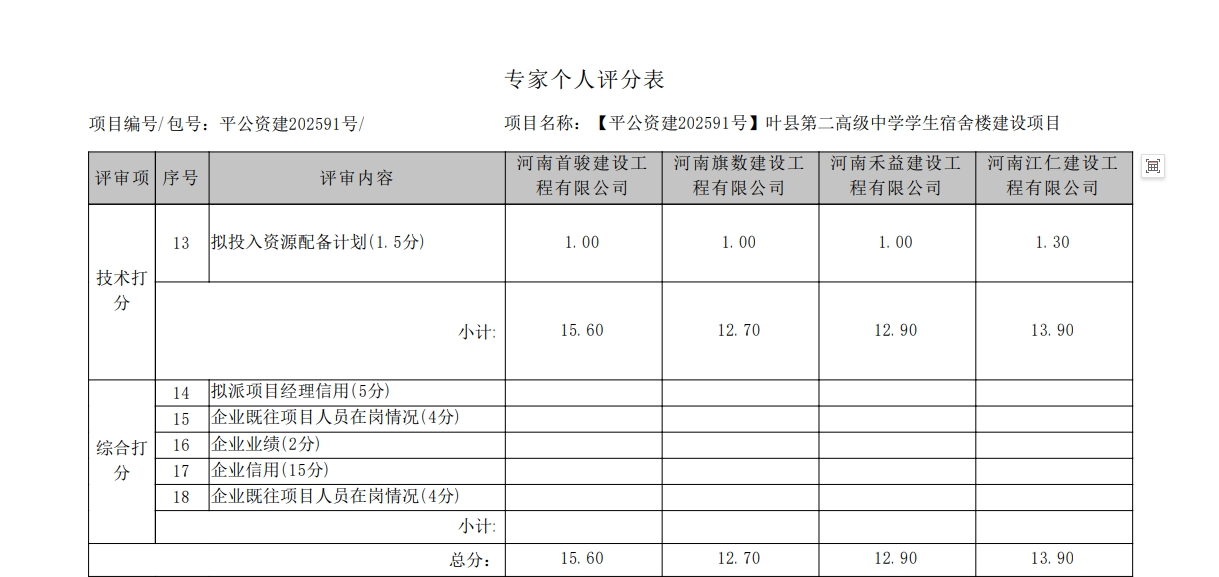 专家个人评分表
项目编号/包号：平公资建202591号/ 项目名称：【平公资建202591号】叶县第二高级中学学生宿舍楼建设项目
评审项 序号 评审内容 河南首骏建设工程有限公司 河南旗数建设工程有限公司 河南禾益建设工程有限公司 河南江仁建设工程有限公司
技术打分
13 拟投入资源配备计划(1.5分) 1.00 1.00 1.00 1.30
小计: 15.60 12.70 12.90 13.90
综合打分
14 拟派项目经理信用(5分)
15 企业既往项目人员在岗情况(4分)
16 企业业绩(2分)
17 企业信用(15分)
18 企业既往项目人员在岗情况(4分)
小计:
总分： 15.60 12.70 12.90 13.90